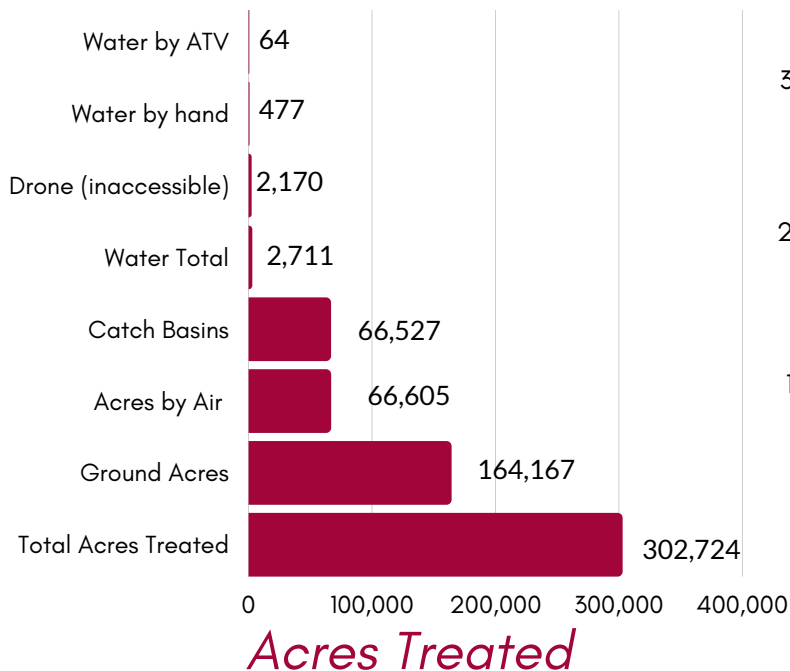 Water by ATV 64
Water by hand 477
Drone (inaccessible) 2,170
Water Total 2,711
Catch Basins 66,527
Acres by Air 66,605
Ground Acres 164,167
Total Acres Treated 302,724
0 100,000 200,000 300,000 400,000
Acres Treated